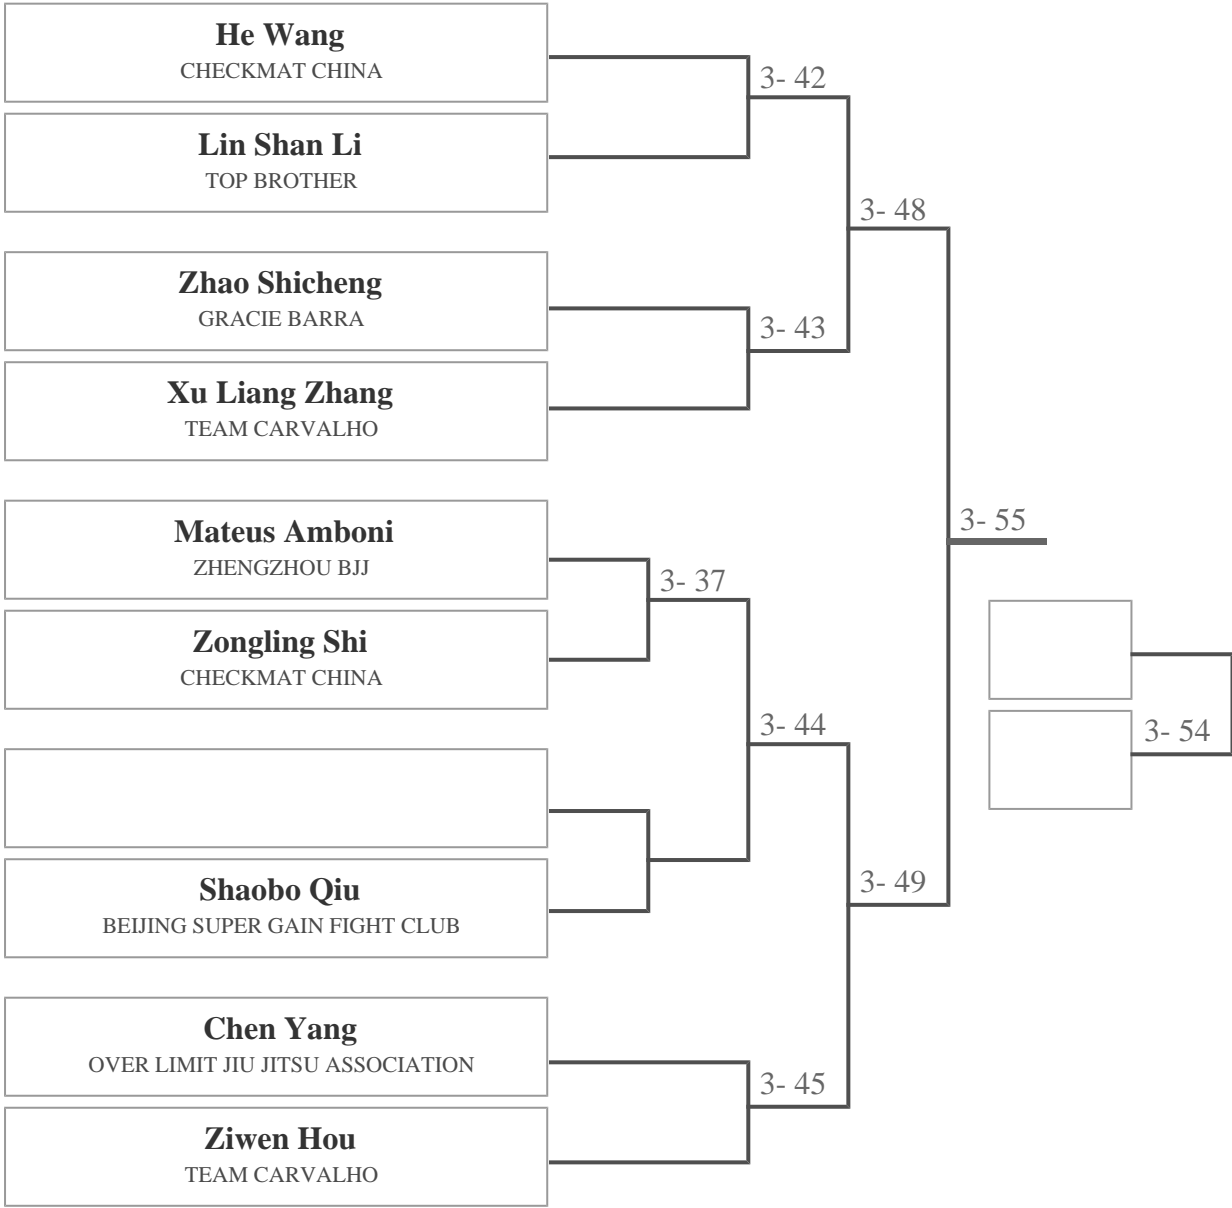 He Wang
CHECKMAT CHINA
3- 42
Lin Shan Li
TOP BROTHER
3- 48
Zhao Shicheng
GRACIE BARRA
3- 43
Xu Liang Zhang
TEAM CARVALHO
Mateus Amboni
ZHENGZHOU BJJ
3- 55
3- 37
Zongling Shi
CHECKMAT CHINA
3- 44
3- 54
Shaobo Qiu
BEIJING SUPER GAIN FIGHT CLUB
3- 49
Chen Yang
OVER LIMIT JIU JITSU ASSOCIATION
3- 45
Ziwen Hou
TEAM CARVALHO